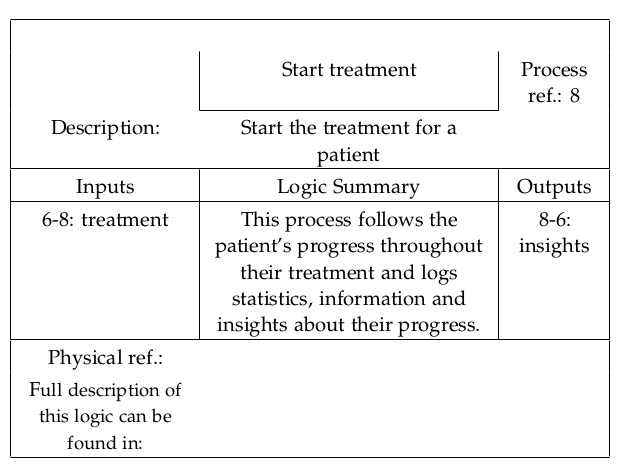 Start treatment
Process
ref.: 8
Description:
Start the treatment for a
patient
Inputs
Logic Summary
Outputs
6-8: treatment
This process follows the
patient's progress throughout
their treatment and logs
statistics, information and
insights about their progress.
8-6:
insights
Physical ref.:
Full description of
this logic can be
found in: